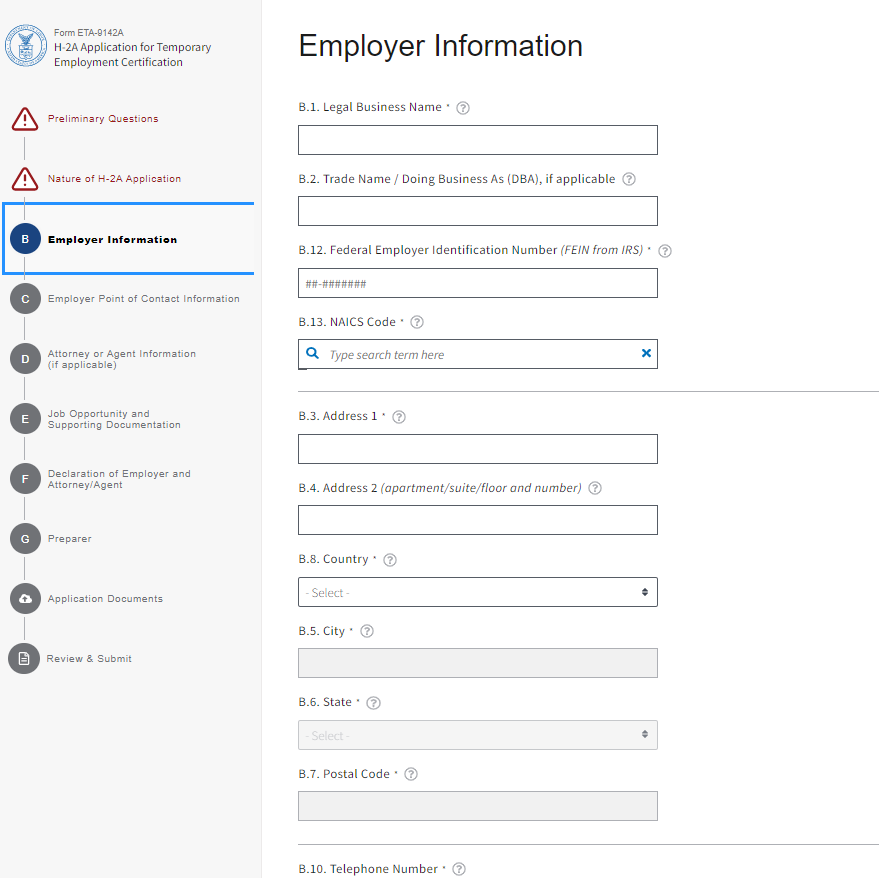 Form ETA-9142A
H-2A Application for Temporary
Employment Certification
Preliminary Questions
Nature of H-2A Application
B
Employer Information
C
Employer Point of Contact Information
D
Attorney or Agent Information
(if applicable)
E
Job Opportunity and
Supporting Documentation
F
Declaration of Employer and
Attorney/Agent
G
Preparer
Application Documents
Review & Submit
Employer Information
B.1. Legal Business Name * ?
B.2. Trade Name / Doing Business As (DBA), if applicable ?
B.12. Federal Employer Identification Number (FEIN from IRS) * ?
##-#######
B.13. NAICS Code * ?
Type search term here
B.3. Address 1 * ?
B.4. Address 2 (apartment/suite/floor and number) ?
B.8. Country * ?
- Select -
B.5. City * ?
B.6. State * ?
- Select -
B.7. Postal Code * ?
B.10. Telephone Number * ?